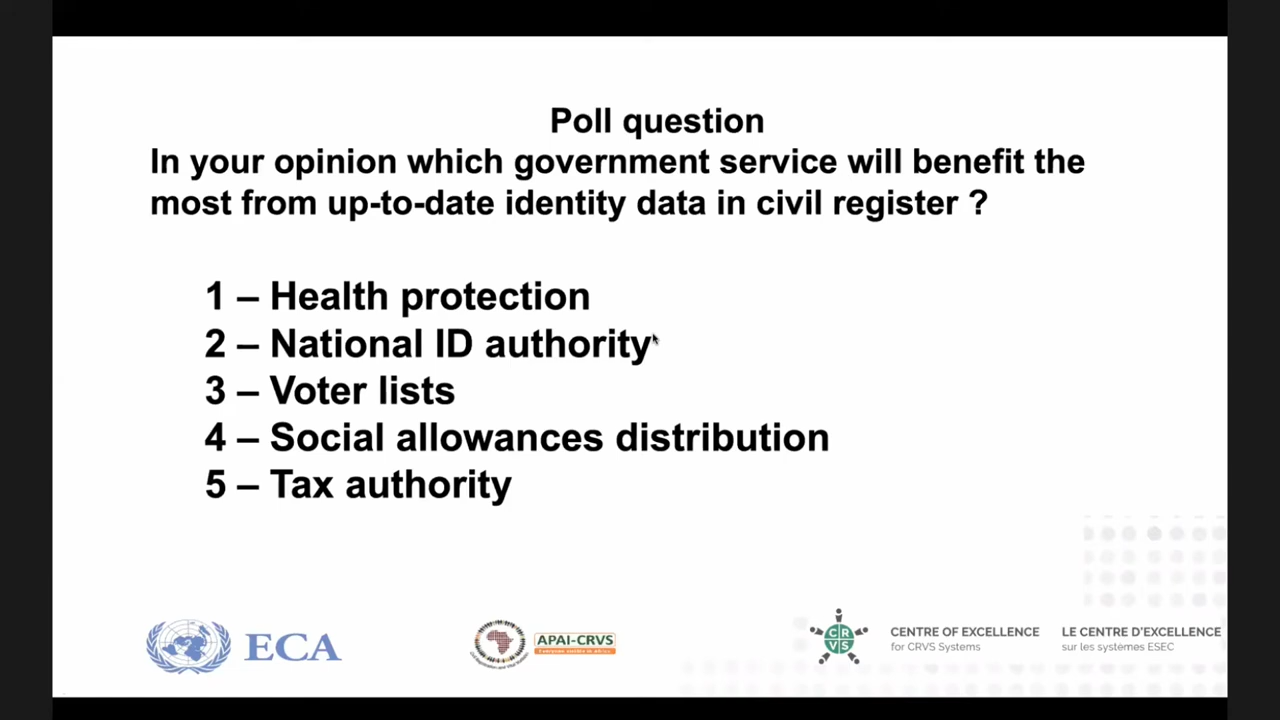 Poll question
In your opinion which government service will benefit the
most from up-to-date identity data in civil register ?
1 – Health protection
2 – National ID authority
3 – Voter lists
4 – Social allowances distribution
5 – Tax authority
ECA
APAI-CRVS
CRVS
CENTRE OF EXCELLENCE
for CRVS Systems
LE CENTRE D'EXCELLENCE
sur les systèmes ESEC